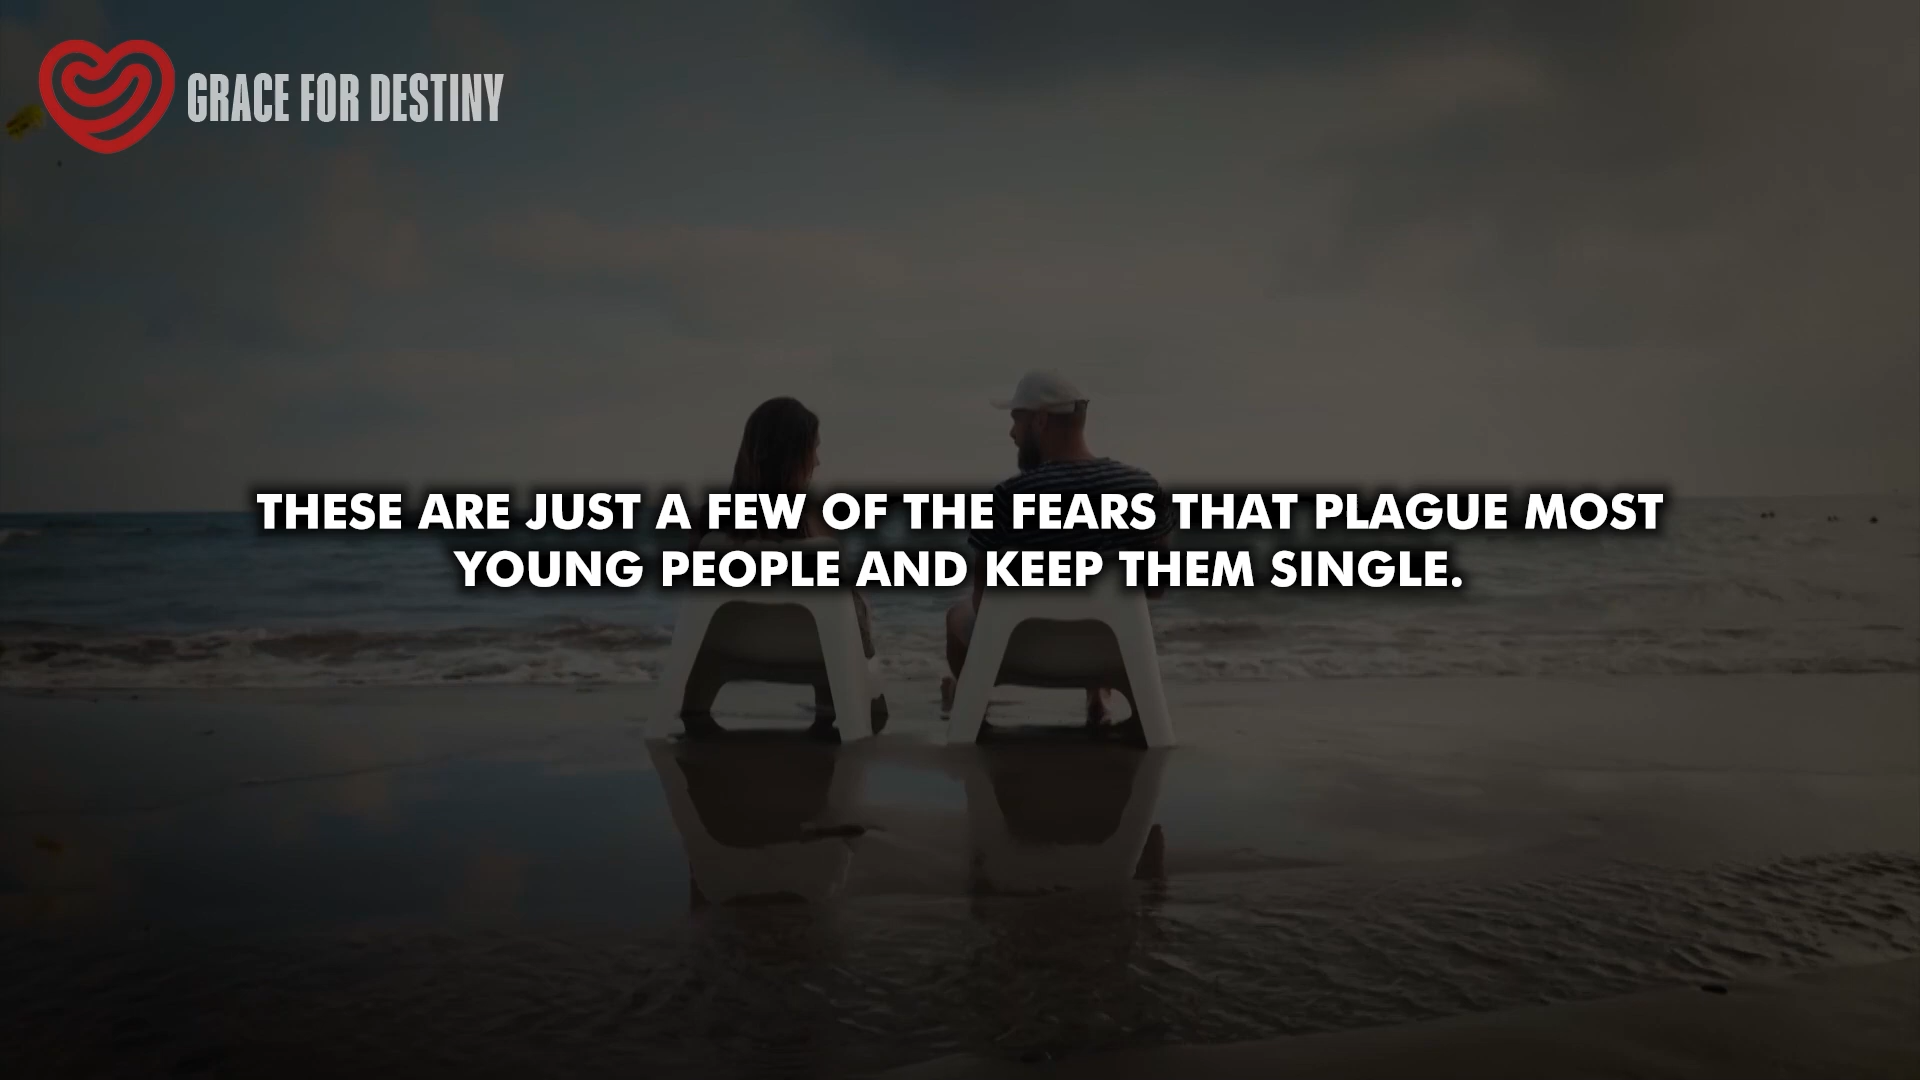 GRACE FOR DESTINY
THESE ARE JUST A FEW OF THE FEARS THAT PLAGUE MOST
YOUNG PEOPLE AND KEEP THEM SINGLE.